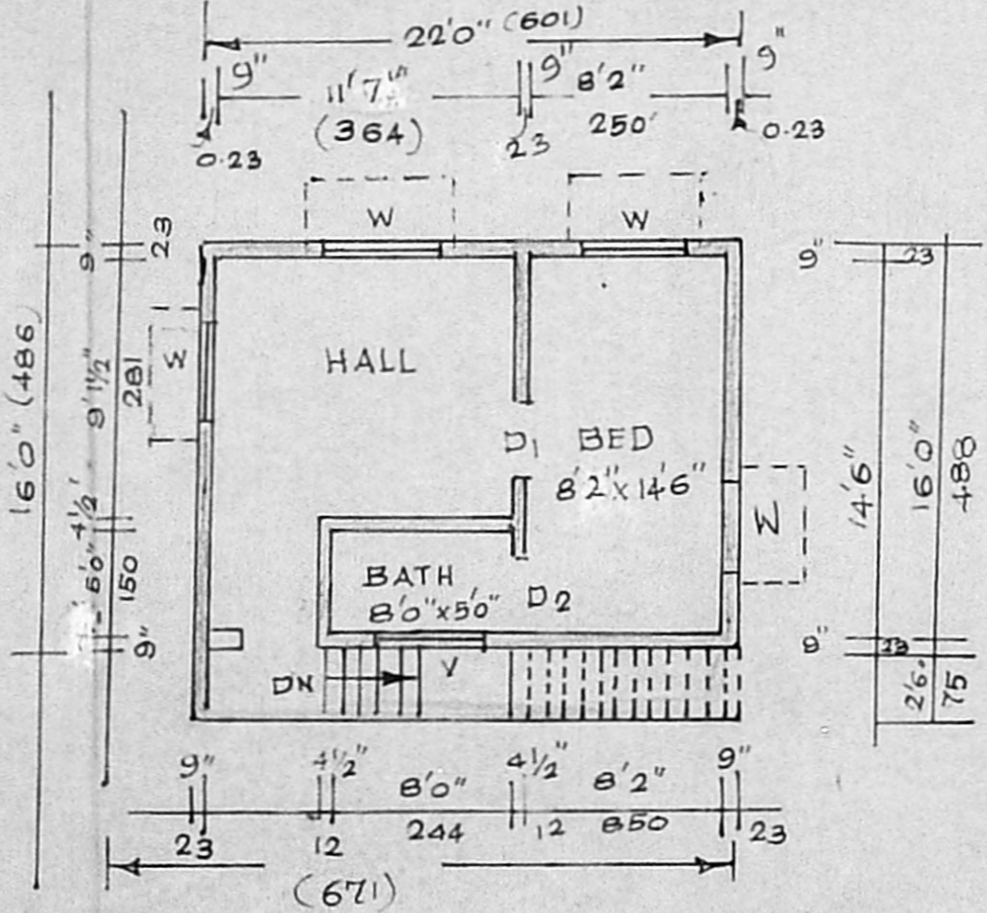 22'0" (601)
9" 11'7" 9" 8'2" 9"
0.23 (364) 23 250 0.23
W W
9" 23
9" 23
16'0" (486)
9'1½" 281
W
HALL
D1 BED
8'2"x14'6"
W
14'6" 16'0" 488
4½'
5'0" 150
BATH
8'0"x5'0" D2
9"
9" 23
2'6" 75
DN V
9" 4½" 8'0" 4½" 8'2" 9"
23 12 244 12 850 23
(671)